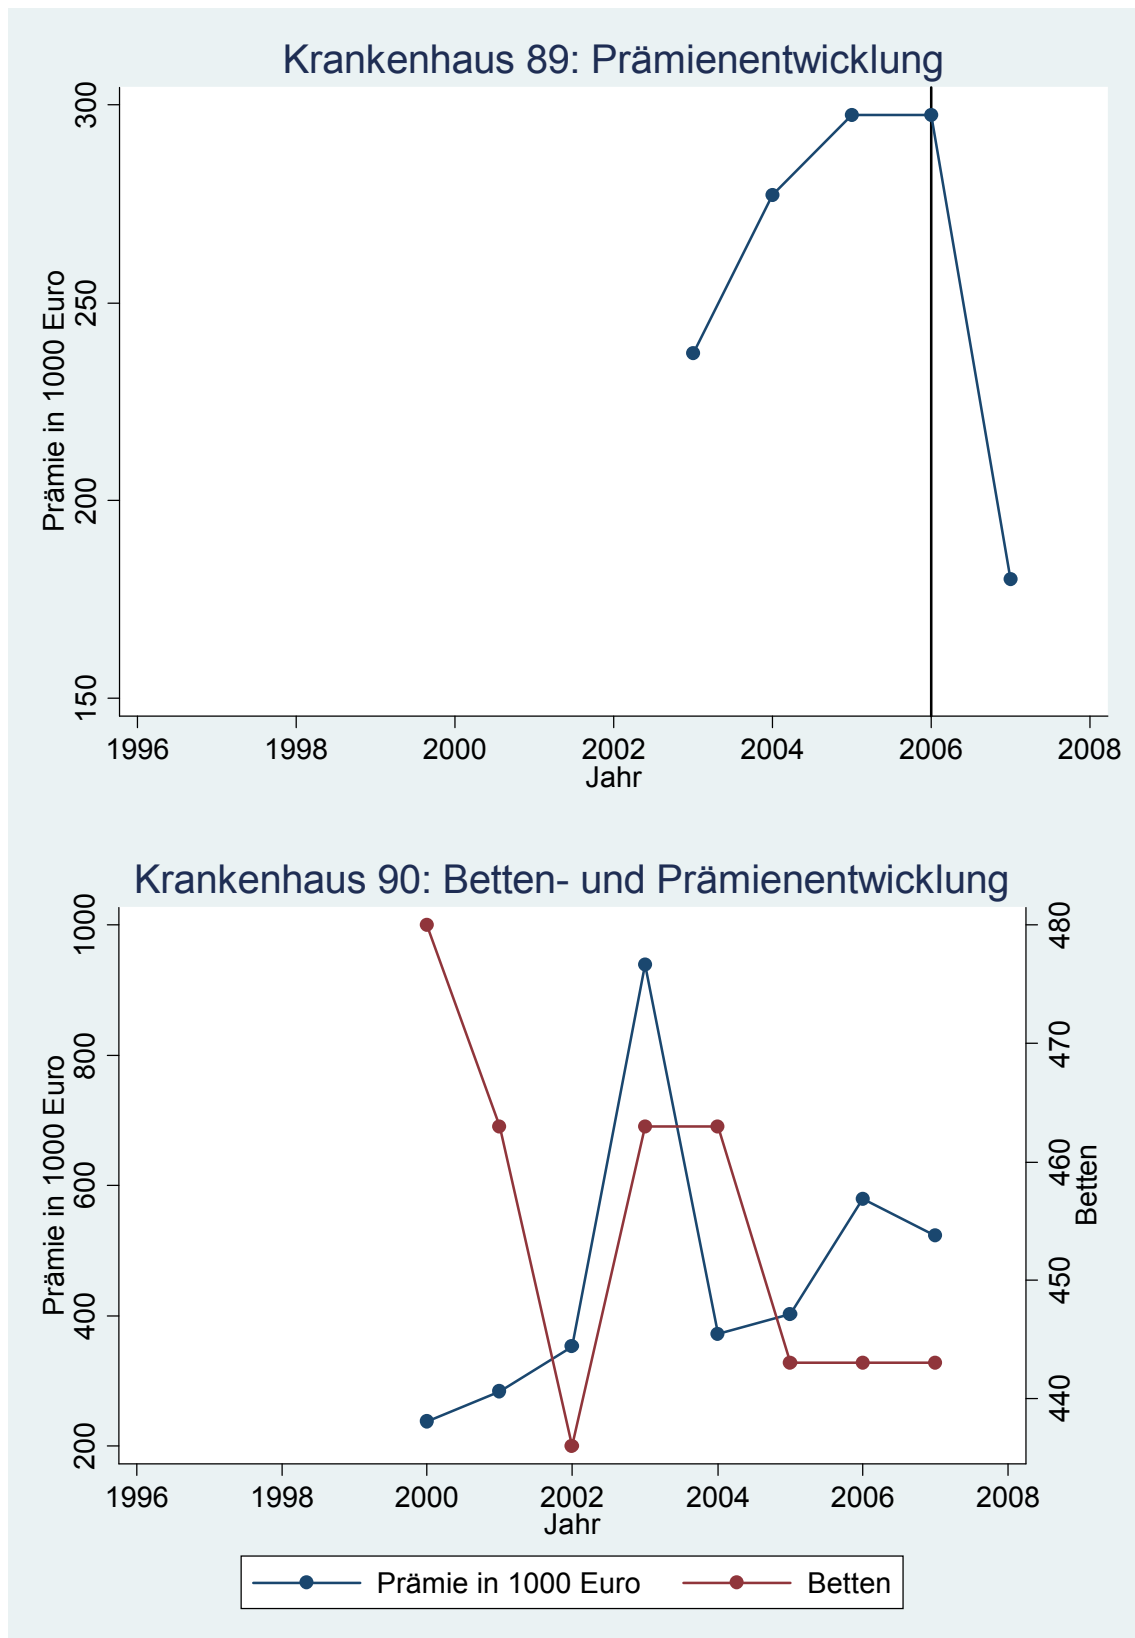 Krankenhaus 89: Prämienentwicklung
Prämie in 1000 Euro
300
250
200
150
1996 1998 2000 2002 2004 2006 2008
Jahr
Krankenhaus 90: Betten- und Prämienentwicklung
Prämie in 1000 Euro
1000
800
600
400
200
480
470
460
450
440
Betten
1996 1998 2000 2002 2004 2006 2008
Jahr
Prämie in 1000 Euro Betten